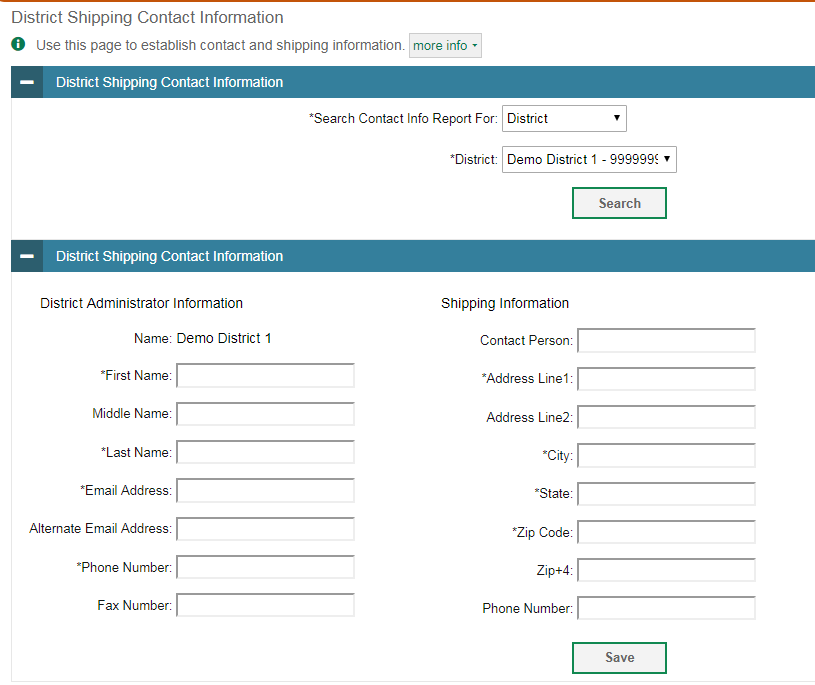 District Shipping Contact Information
Use this page to establish contact and shipping information. more info
District Shipping Contact Information
*Search Contact Info Report For: District
*District: Demo District 1 - 9999999
Search
District Shipping Contact Information
District Administrator Information
Name: Demo District 1
*First Name:
Middle Name:
*Last Name:
*Email Address:
Alternate Email Address:
*Phone Number:
Fax Number:
Shipping Information
Contact Person:
*Address Line1:
Address Line2:
*City:
*State:
*Zip Code:
Zip+4:
Phone Number:
Save